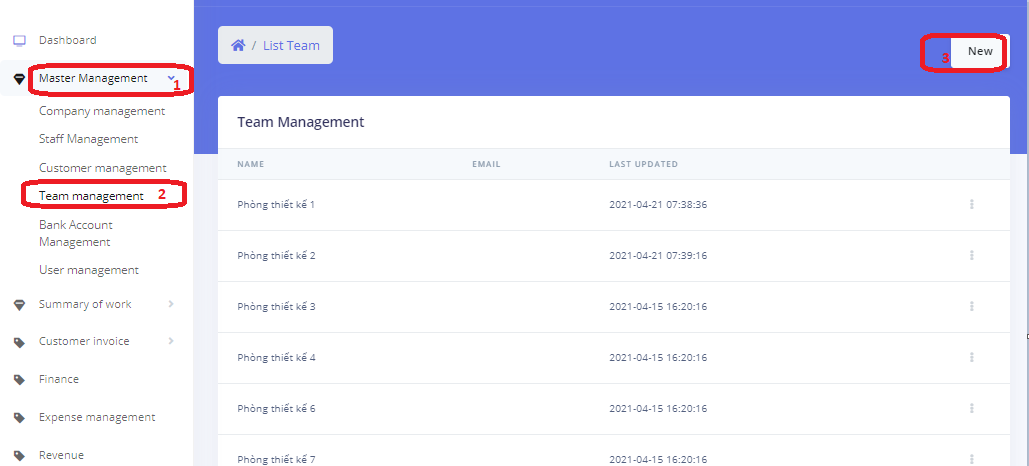 Dashboard
Master Management
1
Company management
Staff Management
Customer management
Team management
2
Bank Account
Management
User management
Summary of work
Customer invoice
Finance
Expense management
Revenue
/ List Team
3
New
Team Management
NAME EMAIL LAST UPDATED
Phòng thiết kế 1 2021-04-21 07:38:36
Phòng thiết kế 2 2021-04-21 07:39:16
Phòng thiết kế 3 2021-04-15 16:20:16
Phòng thiết kế 4 2021-04-15 16:20:16
Phòng thiết kế 6 2021-04-15 16:20:16
Phòng thiết kế 7 2021-04-15 16:20:16